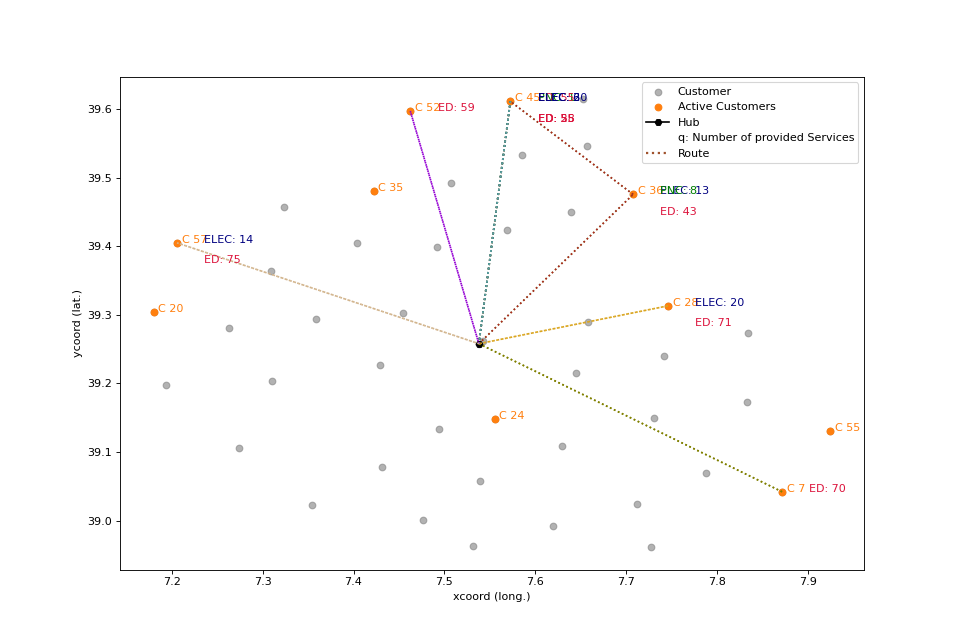 39.6
39.5
39.4
39.3
39.2
39.1
39.0
ycoord (lat.)
7.2 7.3 7.4 7.5 7.6 7.7 7.8 7.9
xcoord (long.)
Customer
Active Customers
Hub
q: Number of provided Services
Route
C 52 ED: 59
C 45
C 35
ELEC: 13
ED: 43
C 57 ELEC: 14
ED: 75
C 20
C 28 ELEC: 20
ED: 71
C 24
C 55
C 7 ED: 70